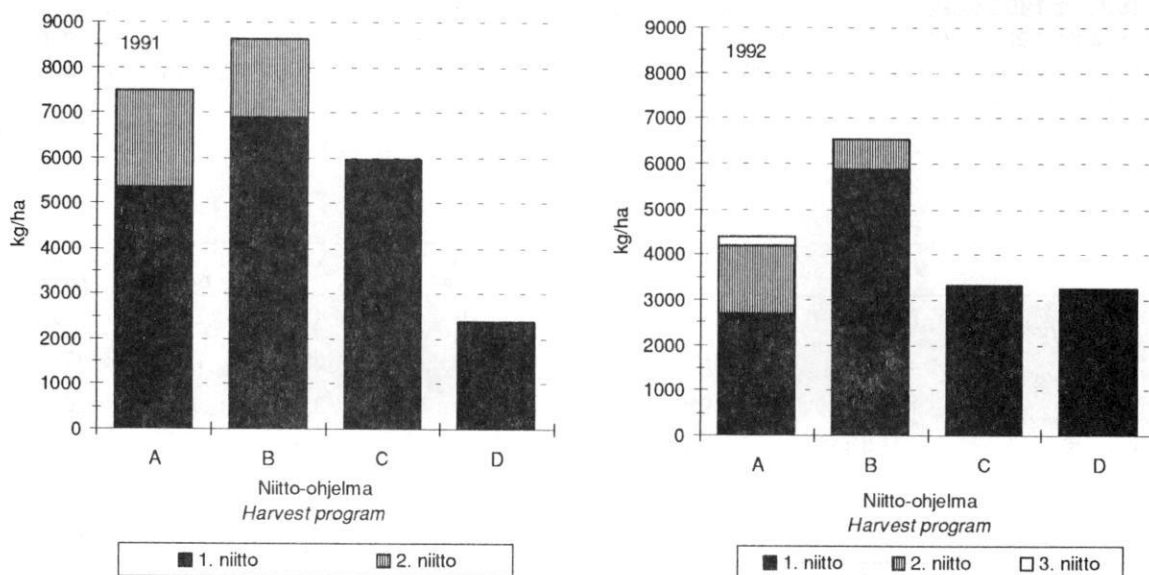 1991
9000
8000
7000
6000
5000
4000
3000
2000
1000
0
kg/ha
A B C D
Niitto-ohjelma
Harvest program
1. niitto 2. niitto
1992
9000
8000
7000
6000
5000
4000
3000
2000
1000
0
kg/ha
A B C D
Niitto-ohjelma
Harvest program
1. niitto 2. niitto 3. niitto